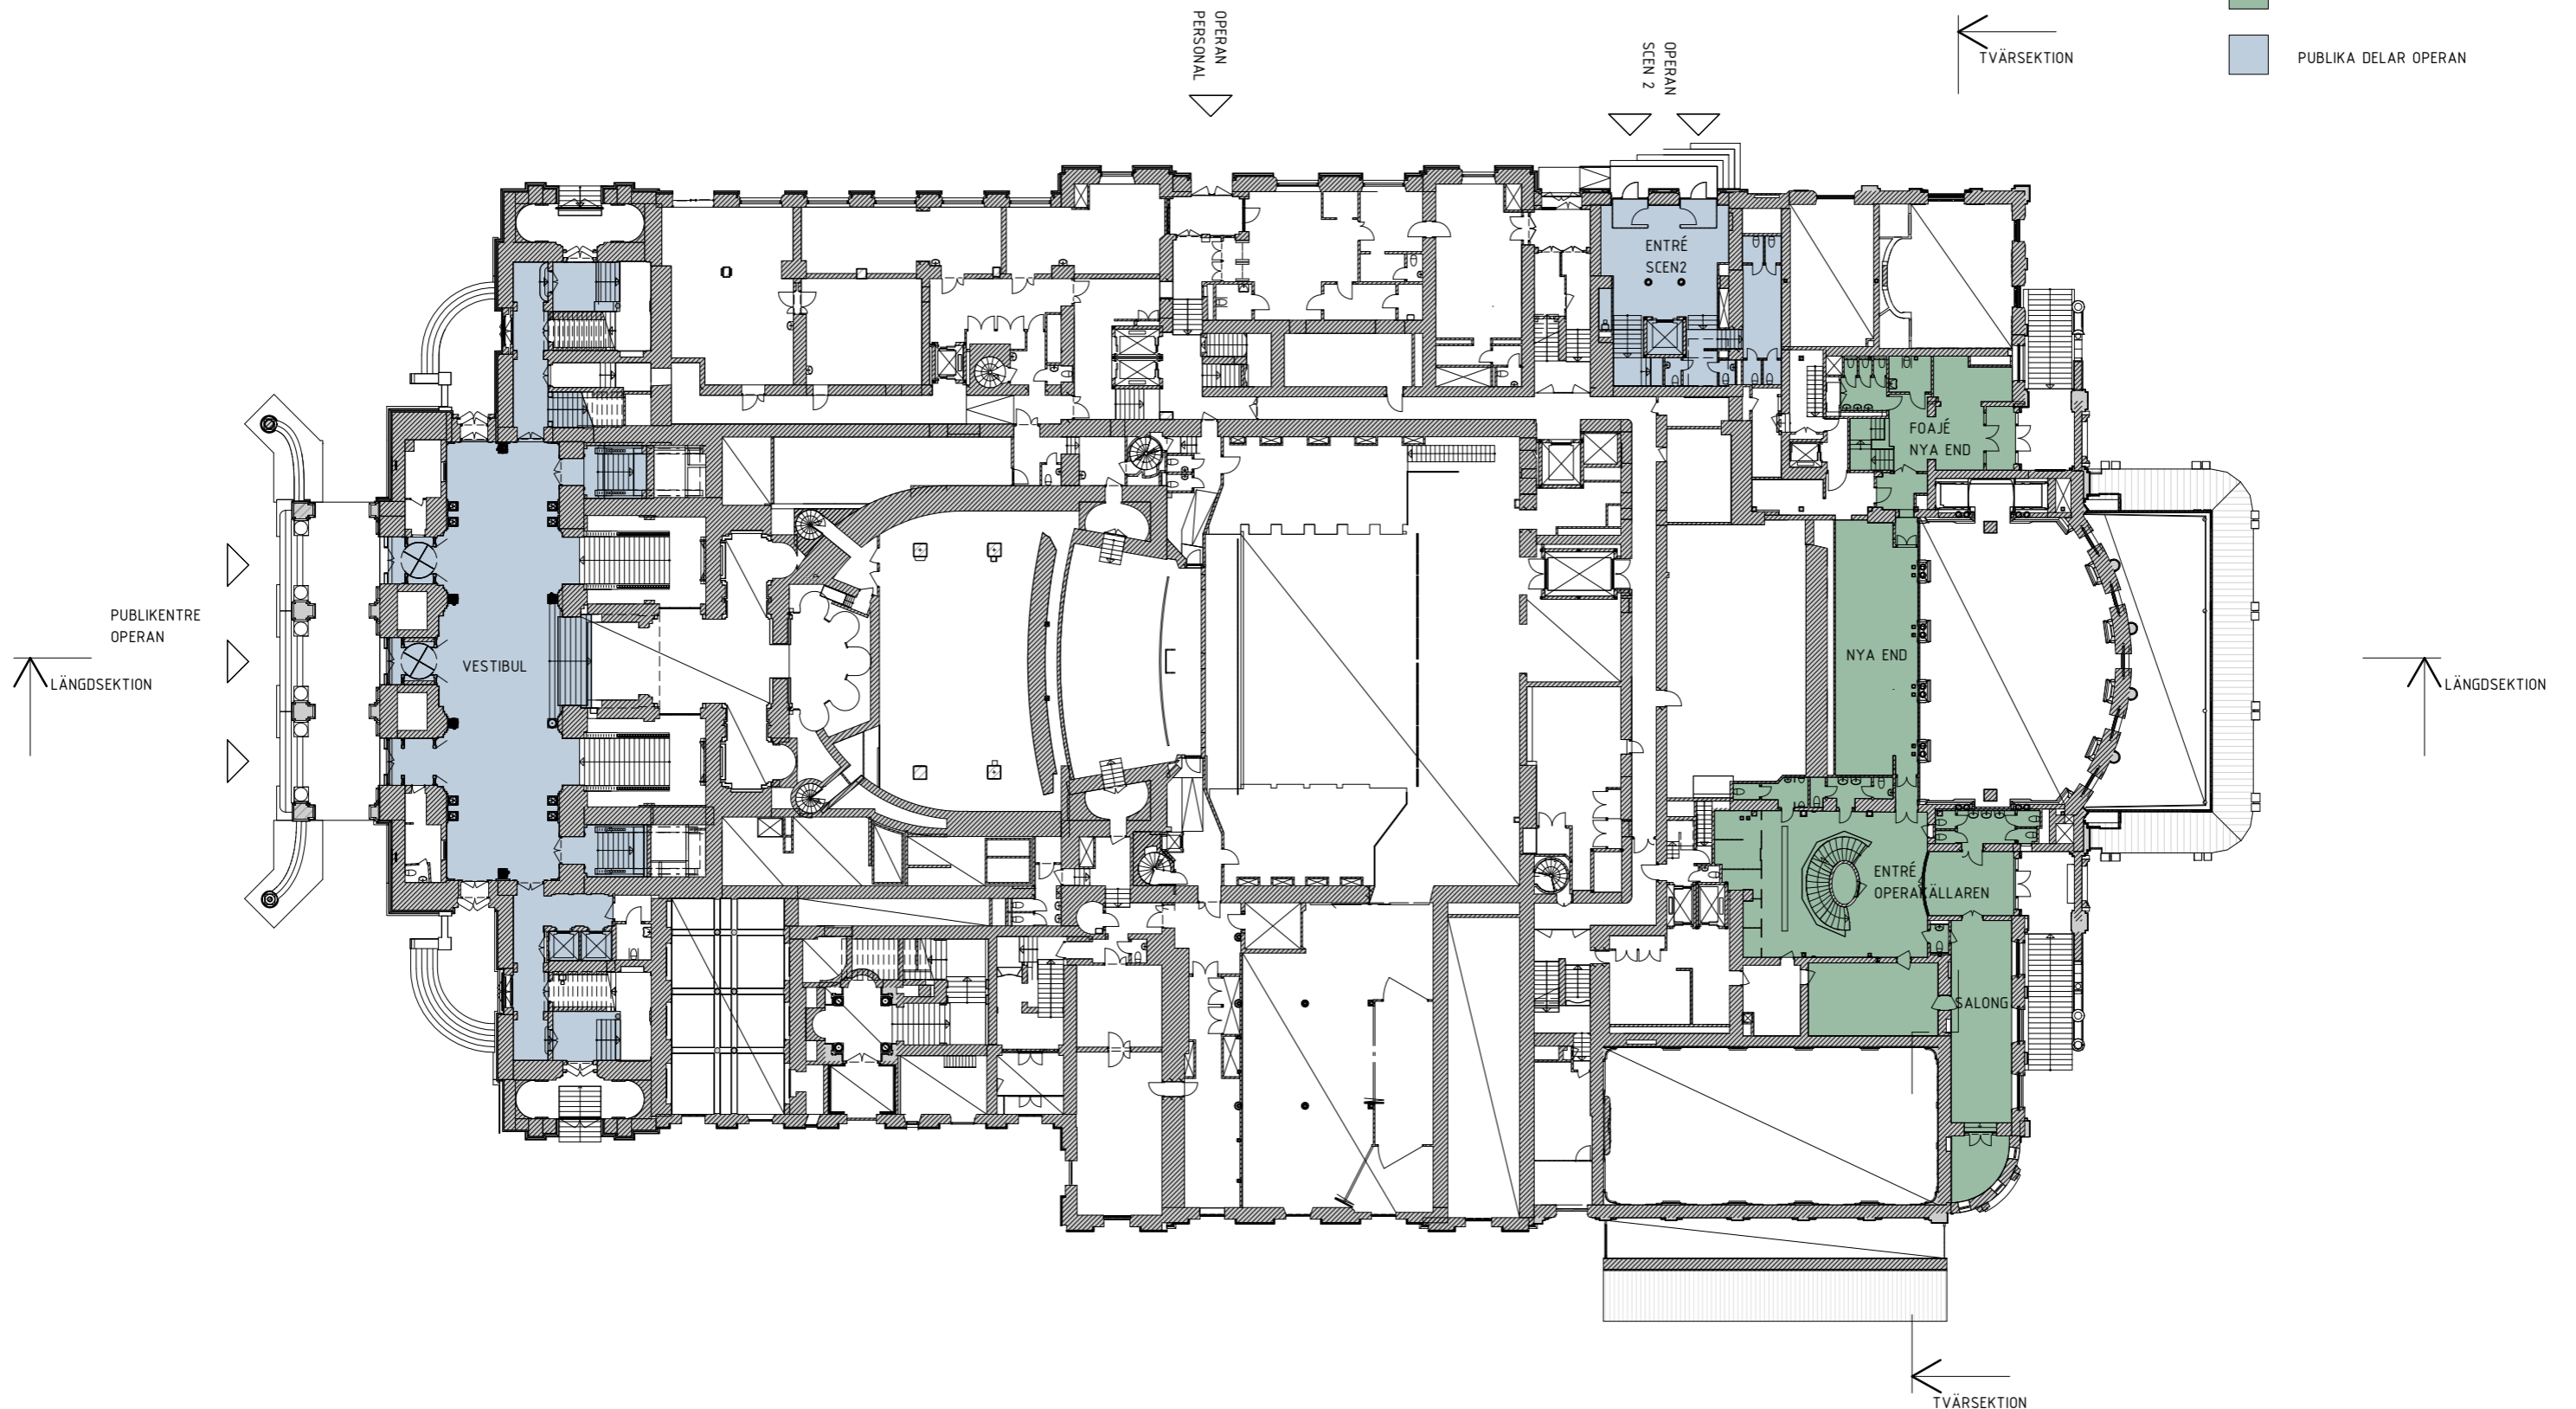 OPERAN
PERSONAL
OPERAN
SCEN 2
TVÄRSEKTION
PUBLIKA DELAR OPERAN
ENTRÉ
SCEN2
FOAJÉ
NYA END
PUBLIKENTRE
OPERAN
VESTIBUL
NYA END
LÄNGDSEKTION
LÄNGDSEKTION
ENTRÉ
OPERAKÄLLAREN
SALONG
TVÄRSEKTION